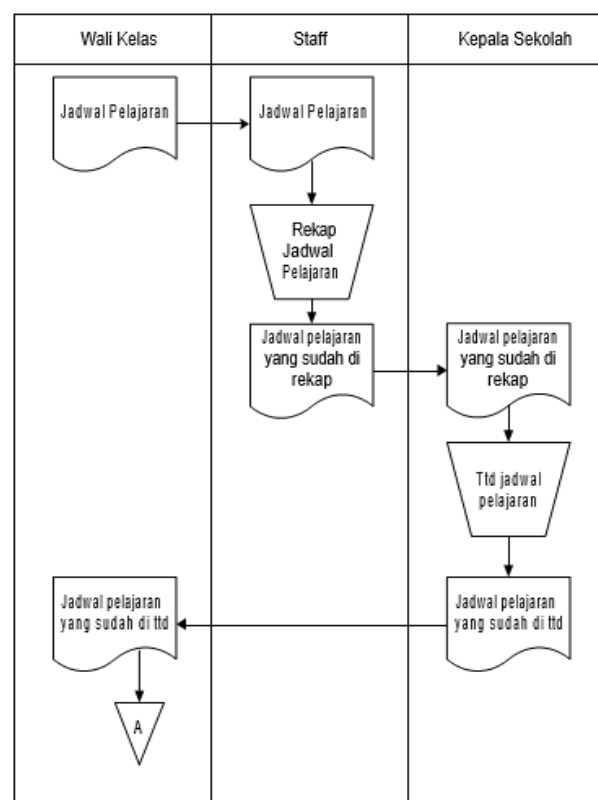 Wali Kelas
Staff
Kepala Sekolah
Jadwal Pelajaran
Jadwal Pelajaran
Rekap
Jadwal
Pelajaran
Jadwal pelajaran
yang sudah di
rekap
Jadwal pelajaran
yang sudah di
rekap
Ttd jadwal
pelajaran
Jadwal pelajaran
yang sudah di ttd
Jadwal pelajaran
yang sudah di ttd
A